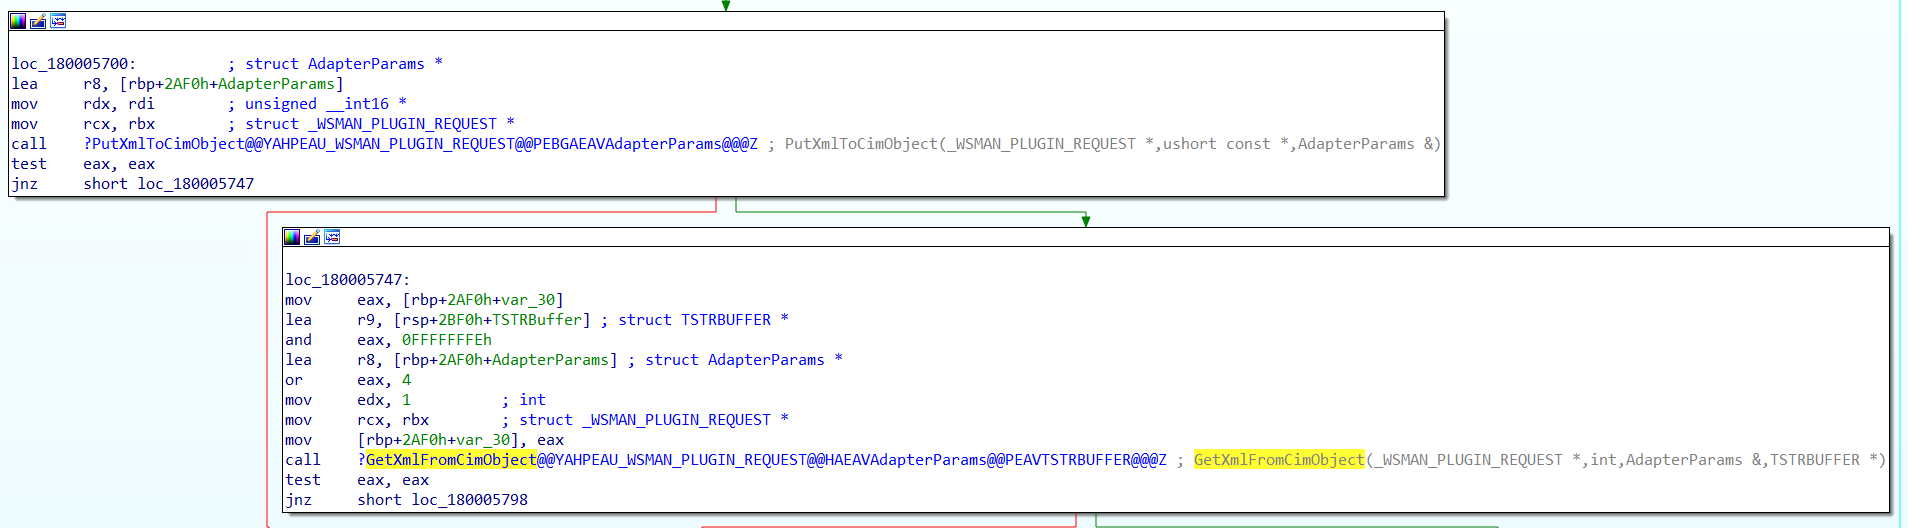 loc_180005700: ; struct AdapterParams *
lea r8, [rbp+2AF0h+AdapterParams]
mov rdx, rdi ; unsigned __int16 *
mov rcx, rbx ; struct _WSMAN_PLUGIN_REQUEST *
call ?PutXmlToCimObject@@YAHPEAU_WSMAN_PLUGIN_REQUEST@@PEBGAEAVAdapterParams@@@Z ; PutXmlToCimObject(_WSMAN_PLUGIN_REQUEST *,ushort const *,AdapterParams &)
test eax, eax
jnz short loc_180005747
loc_180005747:
mov eax, [rbp+2AF0h+var_30]
lea r9, [rsp+2BF0h+TSTRBuffer] ; struct TSTRBUFFER *
and eax, 0FFFFFFFEh
lea r8, [rbp+2AF0h+AdapterParams] ; struct AdapterParams *
or eax, 4
mov edx, 1 ; int
mov rcx, rbx ; struct _WSMAN_PLUGIN_REQUEST *
mov [rbp+2AF0h+var_30], eax
call ?GetXmlFromCimObject@@YAHPEAU_WSMAN_PLUGIN_REQUEST@@HAEAVAdapterParams@@PEAVTSTRBUFFER@@@Z ; GetXmlFromCimObject(_WSMAN_PLUGIN_REQUEST *,int,AdapterParams &,TSTRBUFFER *)
test eax, eax
jnz short loc_180005798